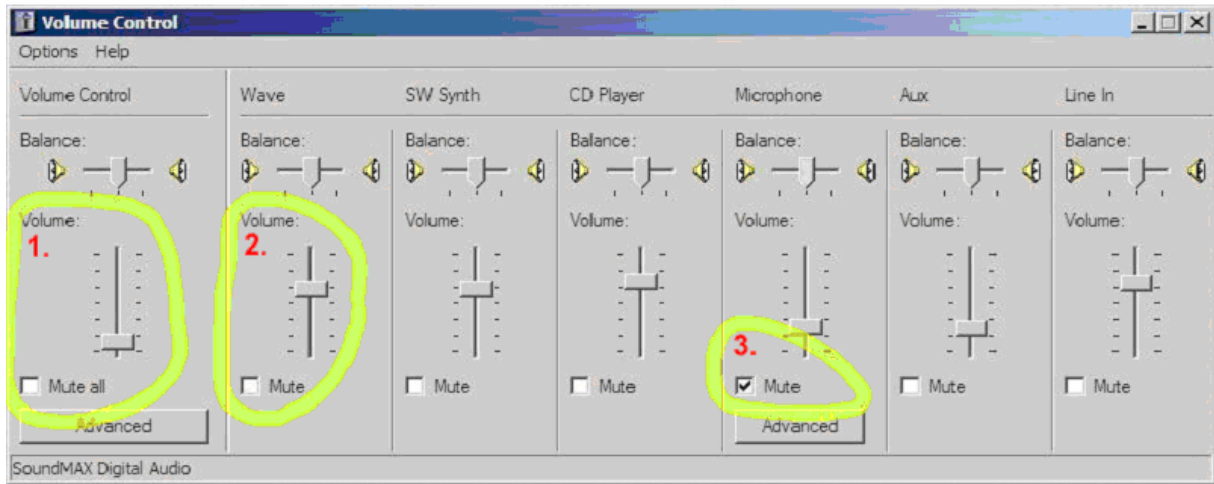 Volume Control
Options Help
Volume Control Wave SW Synth CD Player Microphone Aux Line In
Balance: Balance: Balance: Balance: Balance: Balance: Balance:
Volume: Volume: Volume: Volume: Volume: Volume: Volume:
1. 2.
3.
Mute all Mute Mute Mute Mute Mute Mute
Advanced Advanced
SoundMAX Digital Audio